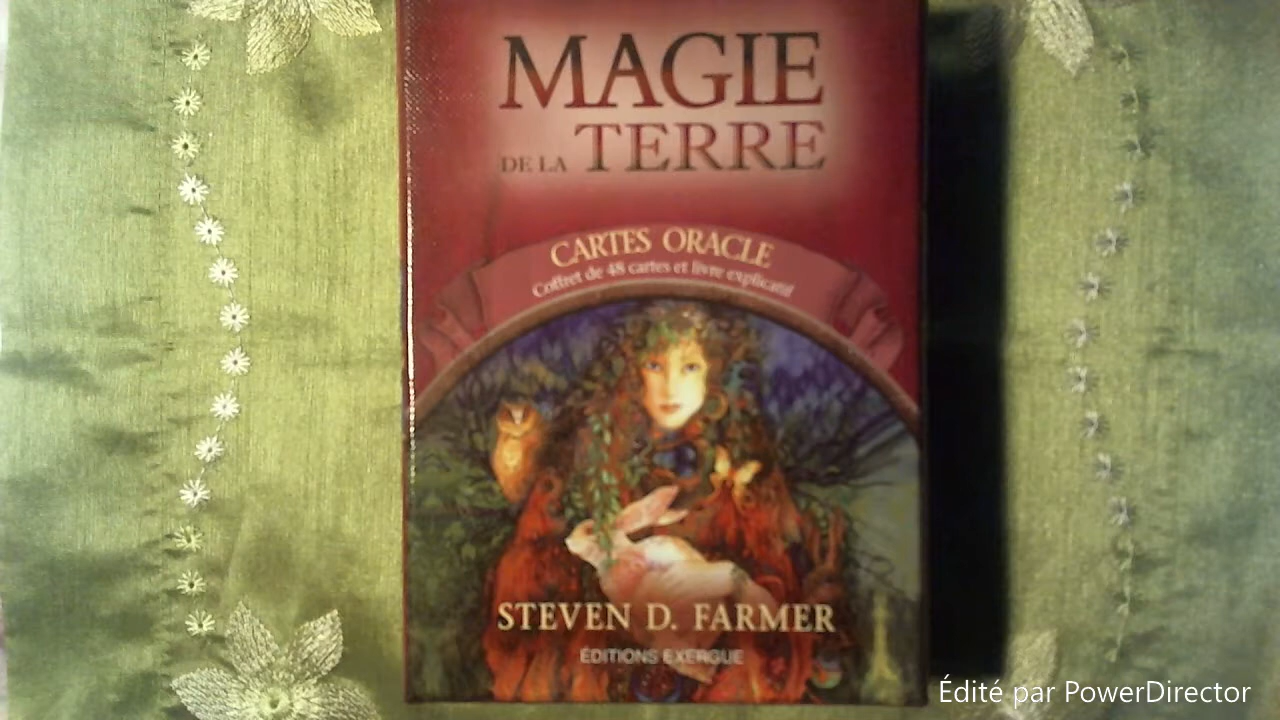 MAGIE
DE LA TERRE
CARTES ORACLE
Coffret de 48 cartes et livre explicatif
STEVEN D. FARMER
ÉDITIONS EXERGUE
Édité par PowerDirector